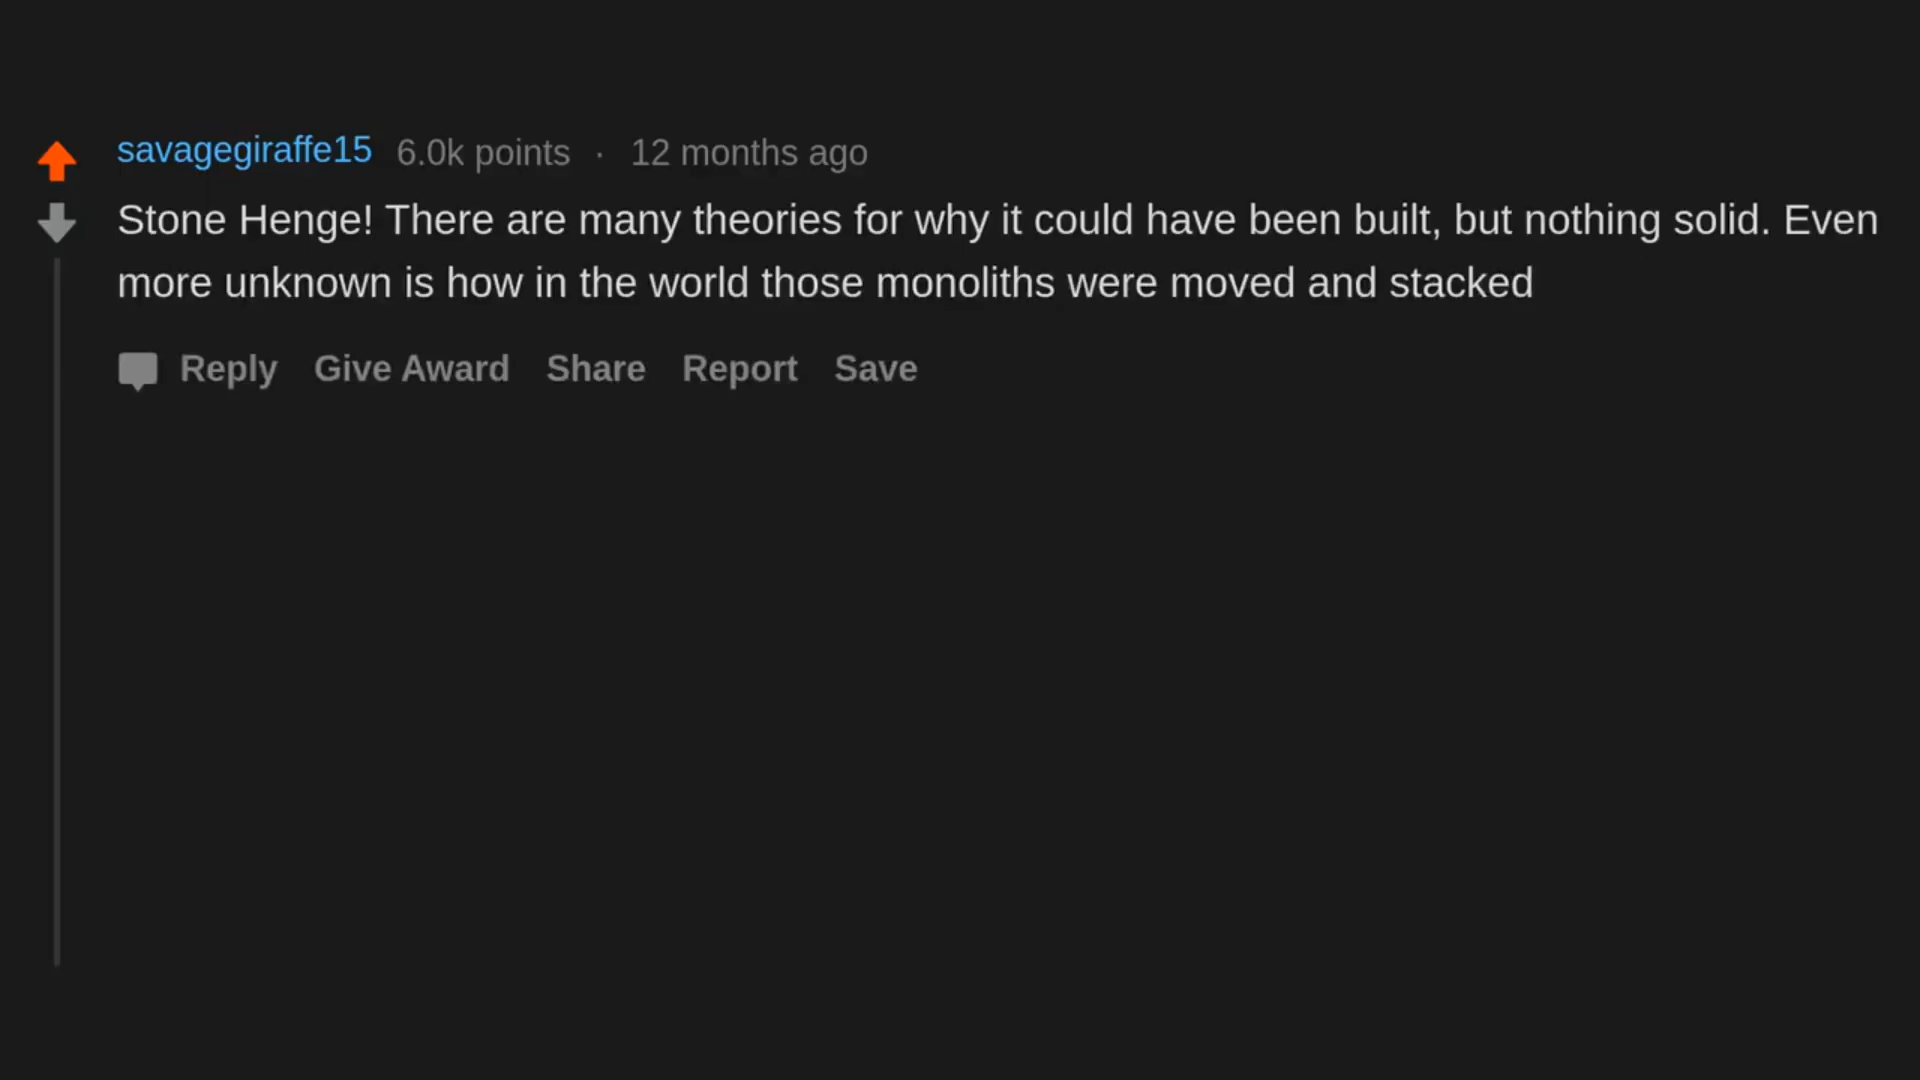 savagegiraffe15 6.0k points · 12 months ago
Stone Henge! There are many theories for why it could have been built, but nothing solid. Even
more unknown is how in the world those monoliths were moved and stacked
Reply Give Award Share Report Save